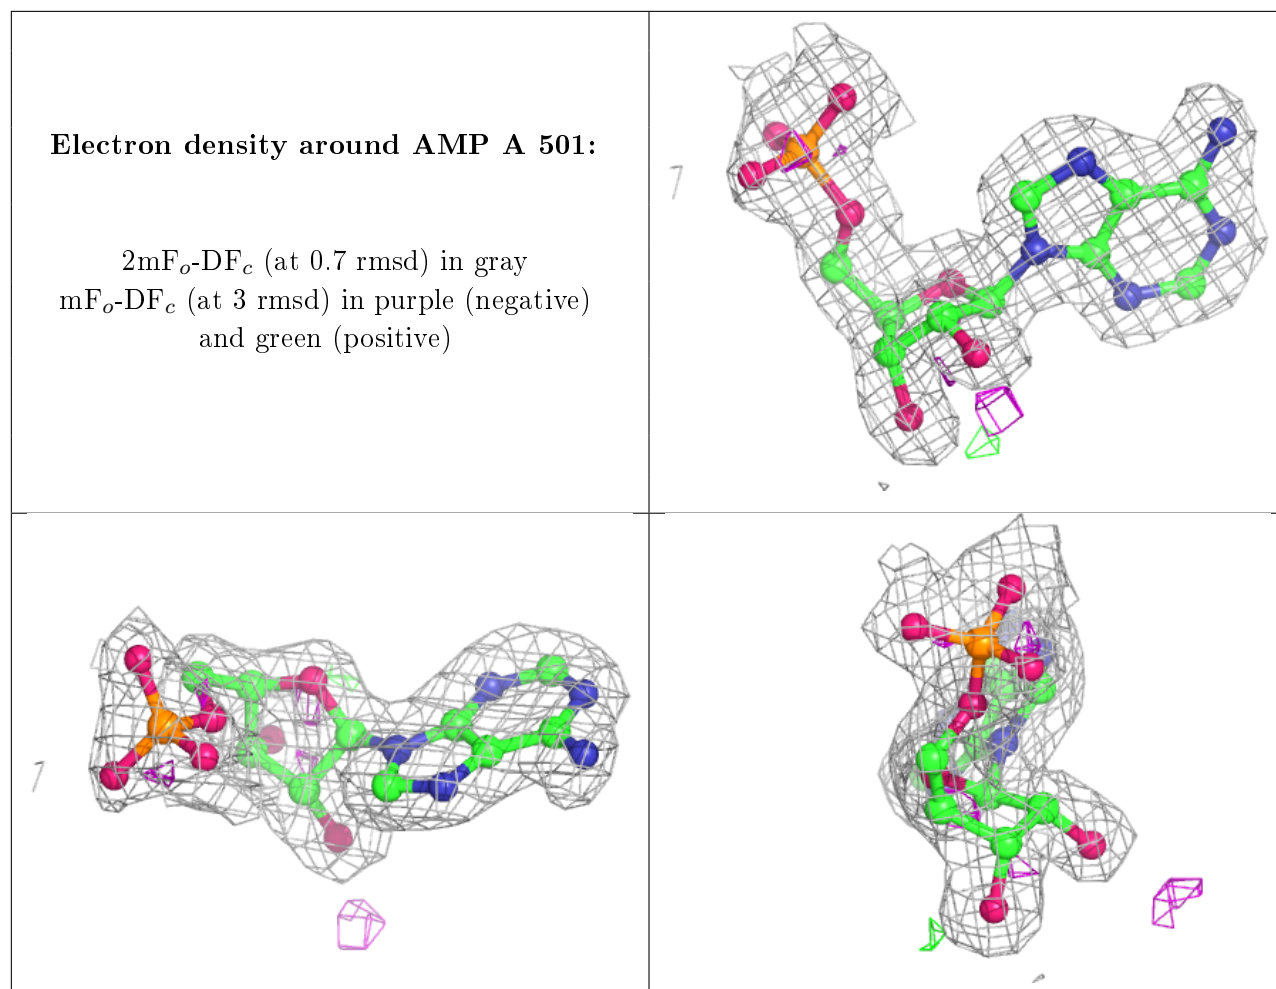 Electron density around AMP A 501:
2mFo-DFc (at 0.7 rmsd) in gray
mFo-DFc (at 3 rmsd) in purple (negative)
and green (positive)